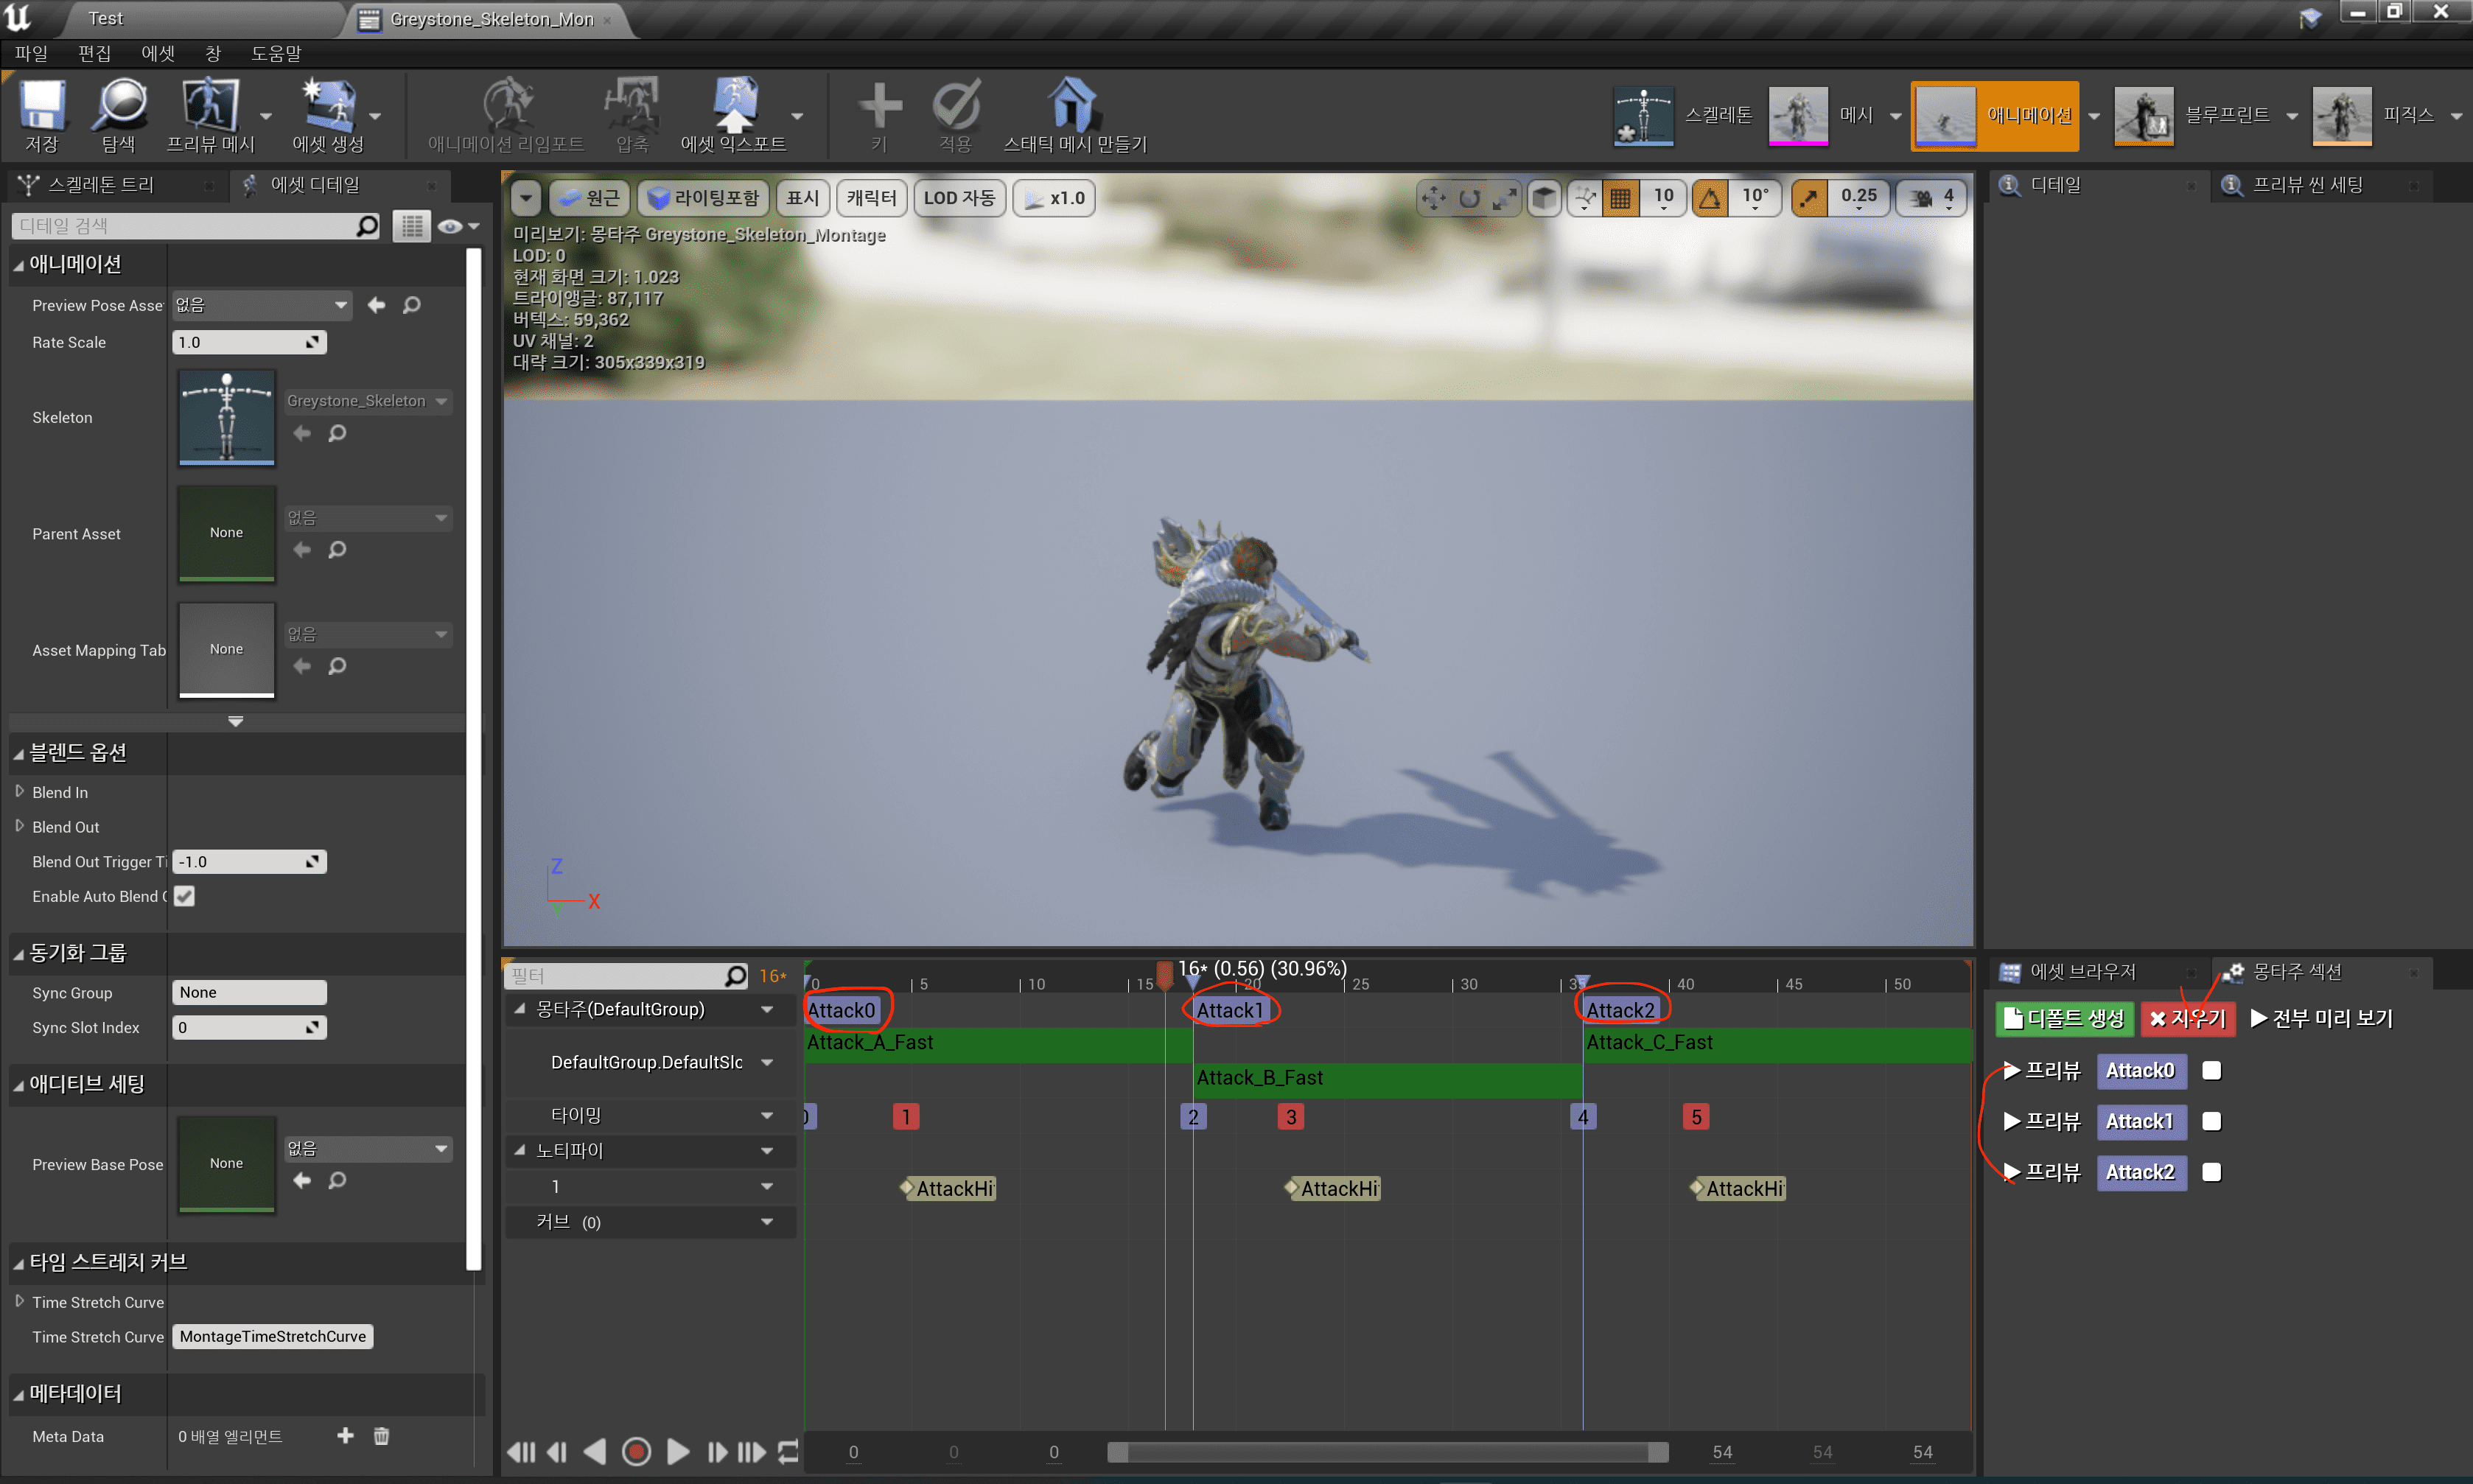 Test
Greystone_Skeleton_Mon
파일 편집 에셋 창 도움말
저장 탐색 프리뷰 메시 에셋 생성 애니메이션 리임포트 압축 에셋 익스포트 키 적용 스태틱 메시 만들기
스켈레톤 메시 애니메이션 블루프린트 피직스
스켈레톤 트리 에셋 디테일
디테일 검색
애니메이션
Preview Pose Asse 없음
Rate Scale 1.0
Skeleton Greystone_Skeleton
Parent Asset None 없음
Asset Mapping Tab None 없음
블렌드 옵션
Blend In
Blend Out
Blend Out Trigger Ti -1.0
Enable Auto Blend O
동기화 그룹
Sync Group None
Sync Slot Index 0
애디티브 세팅
Preview Base Pose None 없음
타임 스트레치 커브
Time Stretch Curve
Time Stretch Curve MontageTimeStretchCurve
메타데이터
Meta Data 0 배열 엘리먼트
원근 라이팅포함 표시 캐릭터 LOD 자동 x1.0
10 10° 0.25 4
미리보기: 몽타주 Greystone_Skeleton_Montage
LOD: 0
현재 화면 크기: 1.023
트라이앵글: 87,117
버텍스: 59,362
UV 채널: 2
대략 크기: 305x339x319
Z
X
Y
필터 16*
16* (0.56) (30.96%)
0 5 10 15 20 25 30 35 40 45 50
몽타주(DefaultGroup) Attack0 Attack1 Attack2
DefaultGroup.DefaultSlo
Attack_A_Fast Attack_C_Fast
Attack_B_Fast
타이밍 0 1 2 3 4 5
노티파이
1 AttackHi AttackHi AttackHi
커브 (0)
0 0 0 54 54 54
디테일 프리뷰 씬 세팅
에셋 브라우저 몽타주 섹션
디폴트 생성 지우기 전부 미리 보기
프리뷰 Attack0
프리뷰 Attack1
프리뷰 Attack2